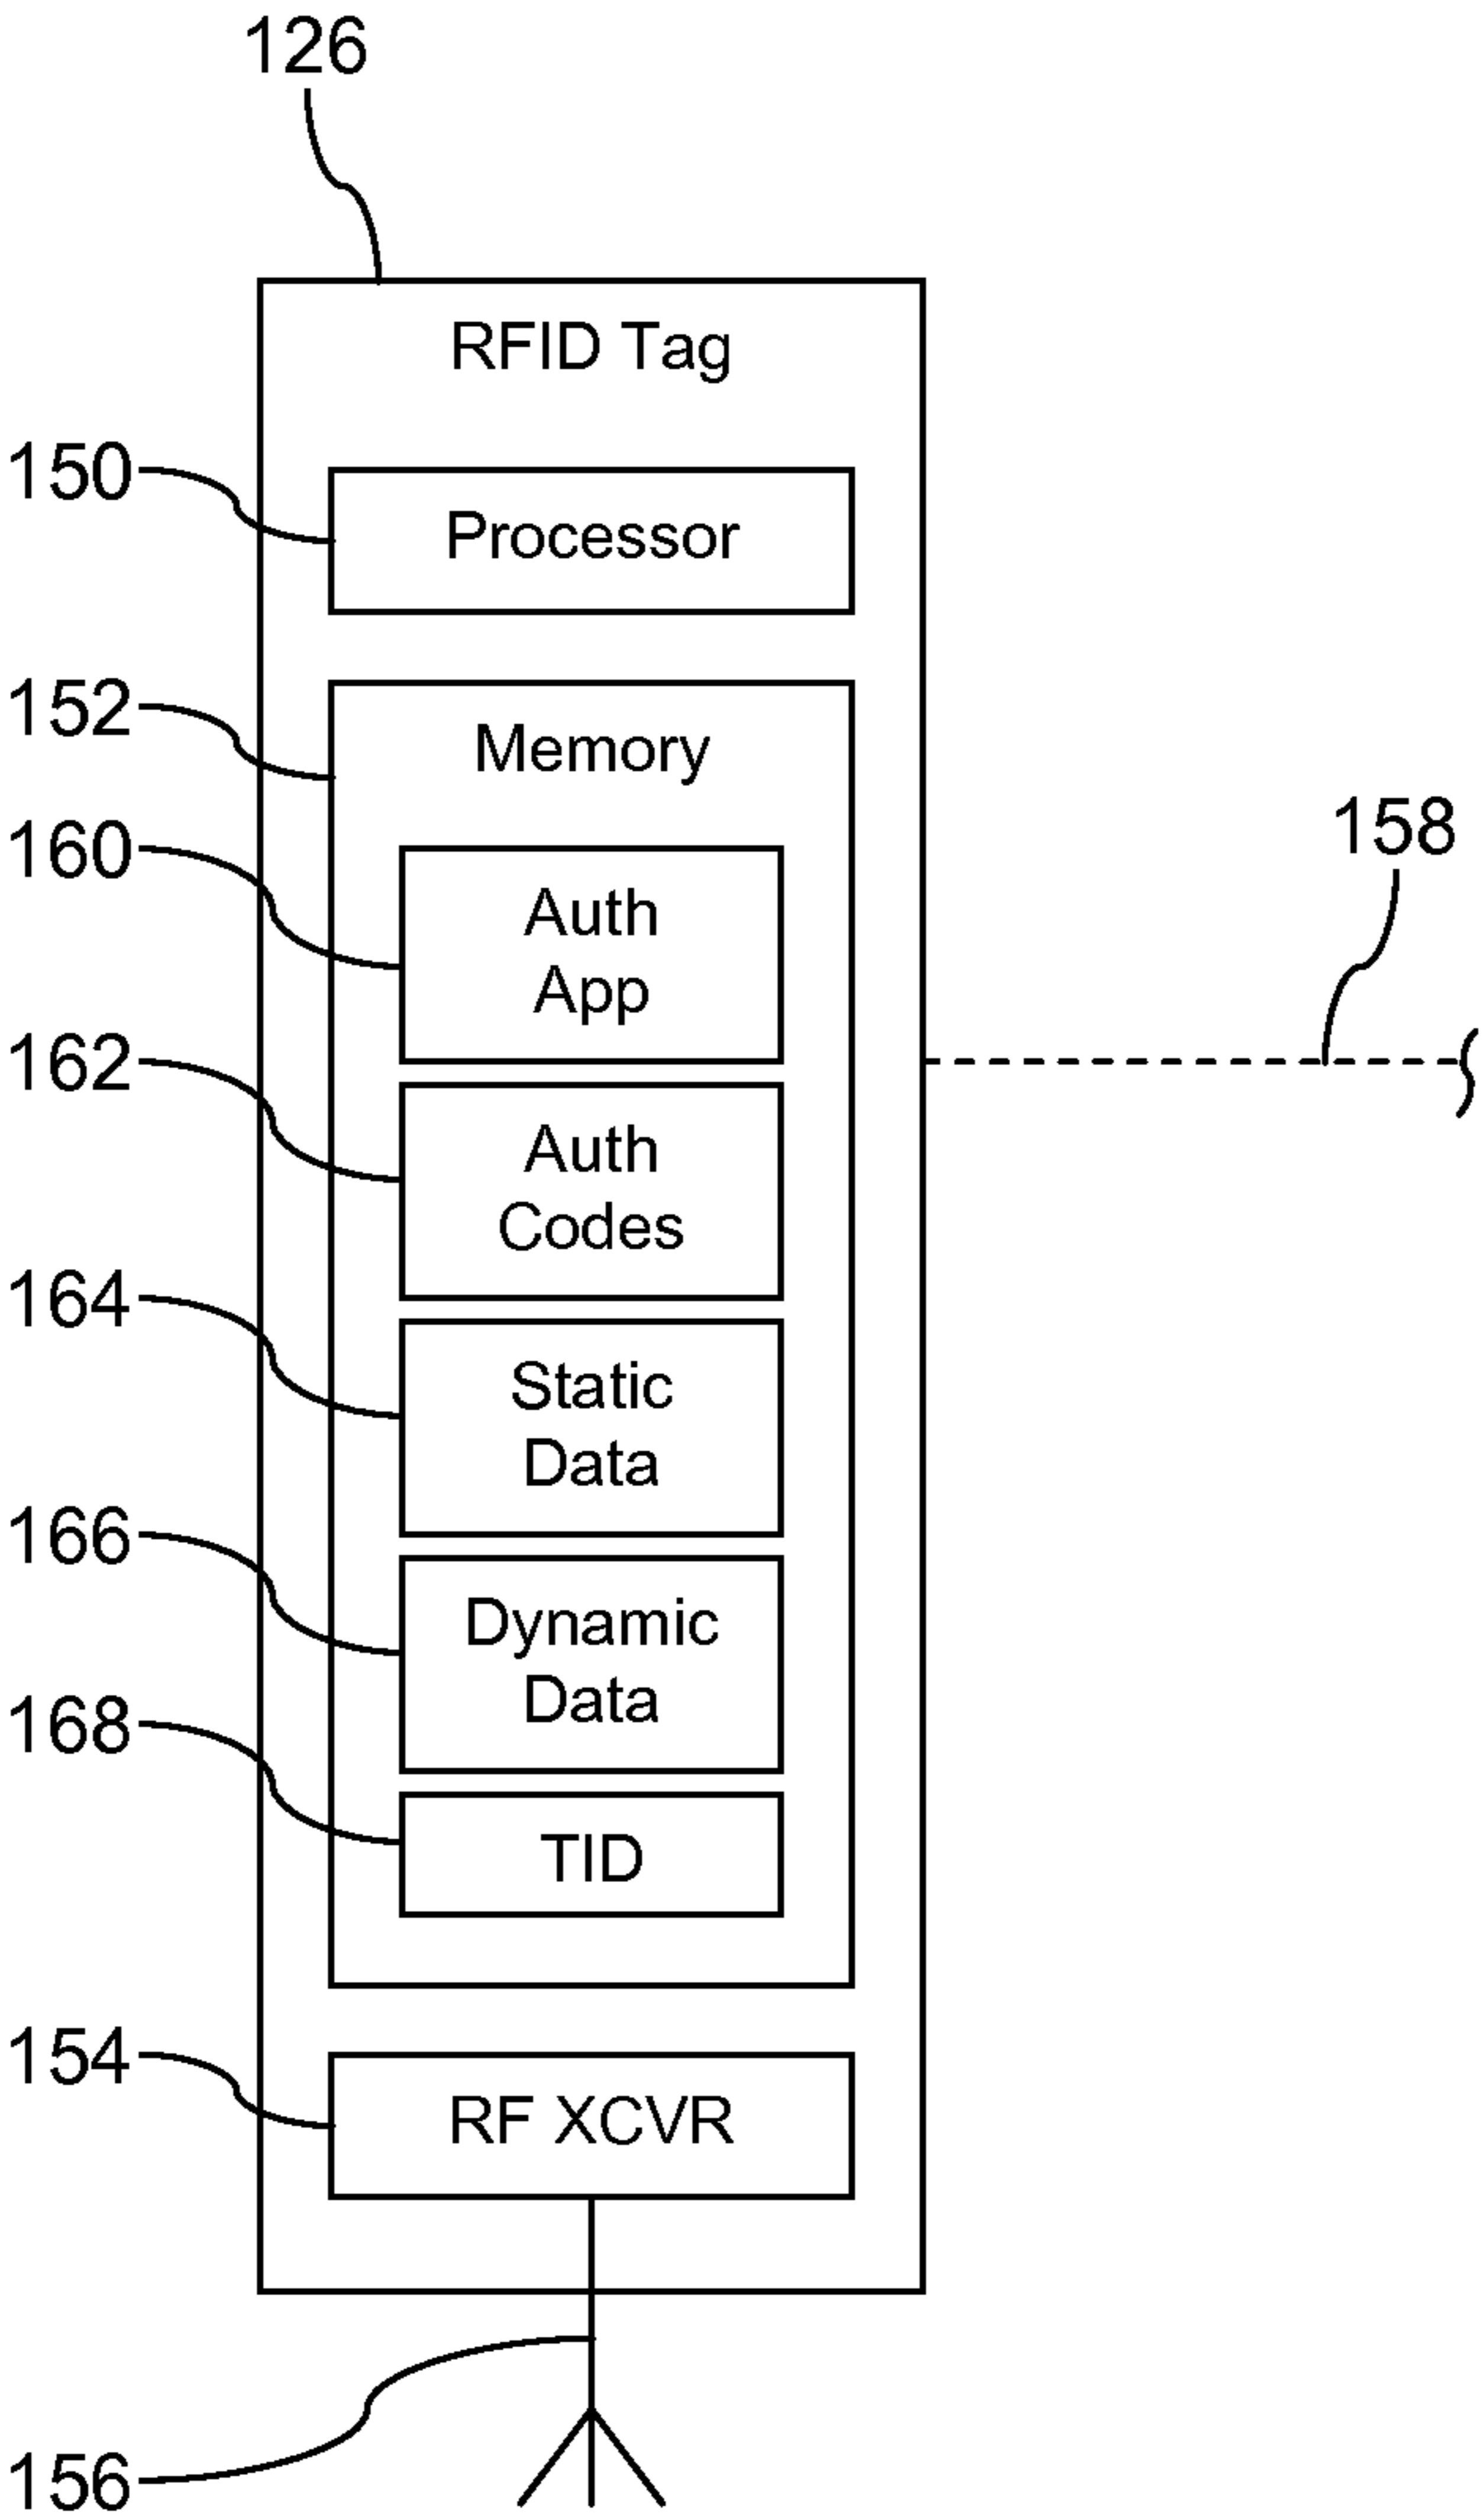 126
RFID Tag
150
Processor
152
Memory
158
160
Auth
App
162
Auth
Codes
164
Static
Data
166
Dynamic
Data
168
TID
154
RF XCVR
156